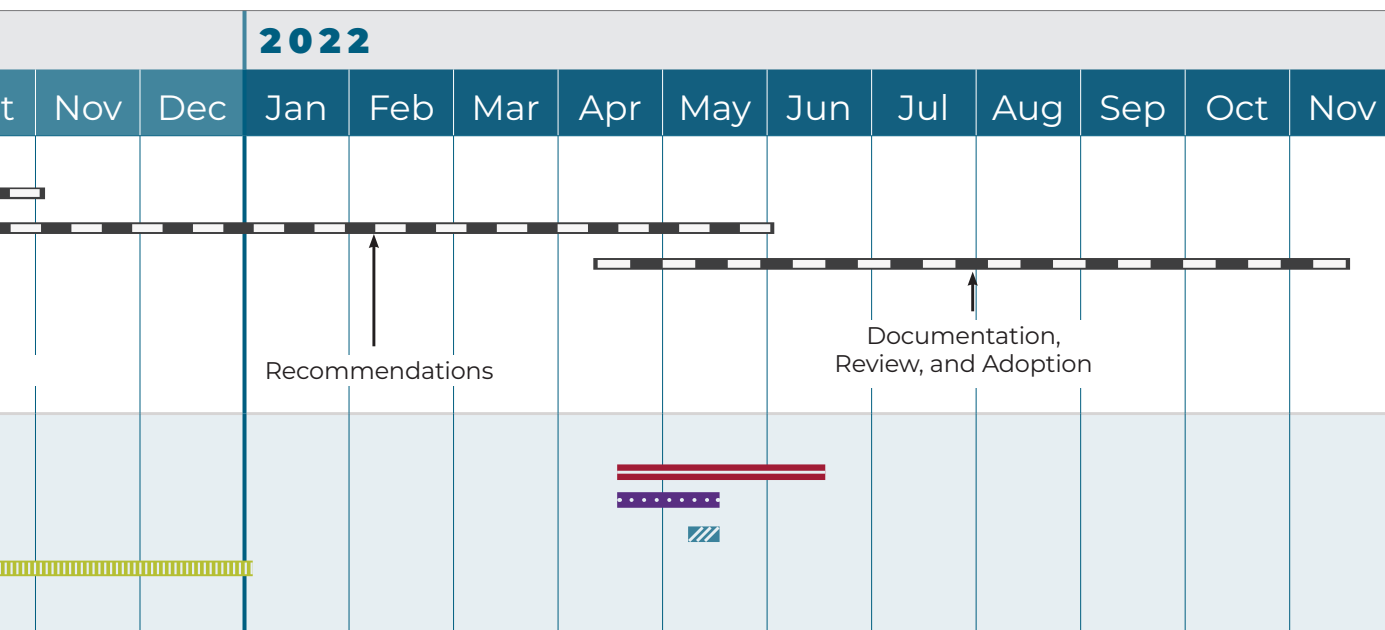 2022
t Nov Dec Jan Feb Mar Apr May Jun Jul Aug Sep Oct Nov
Documentation,
Review, and Adoption
Recommendations